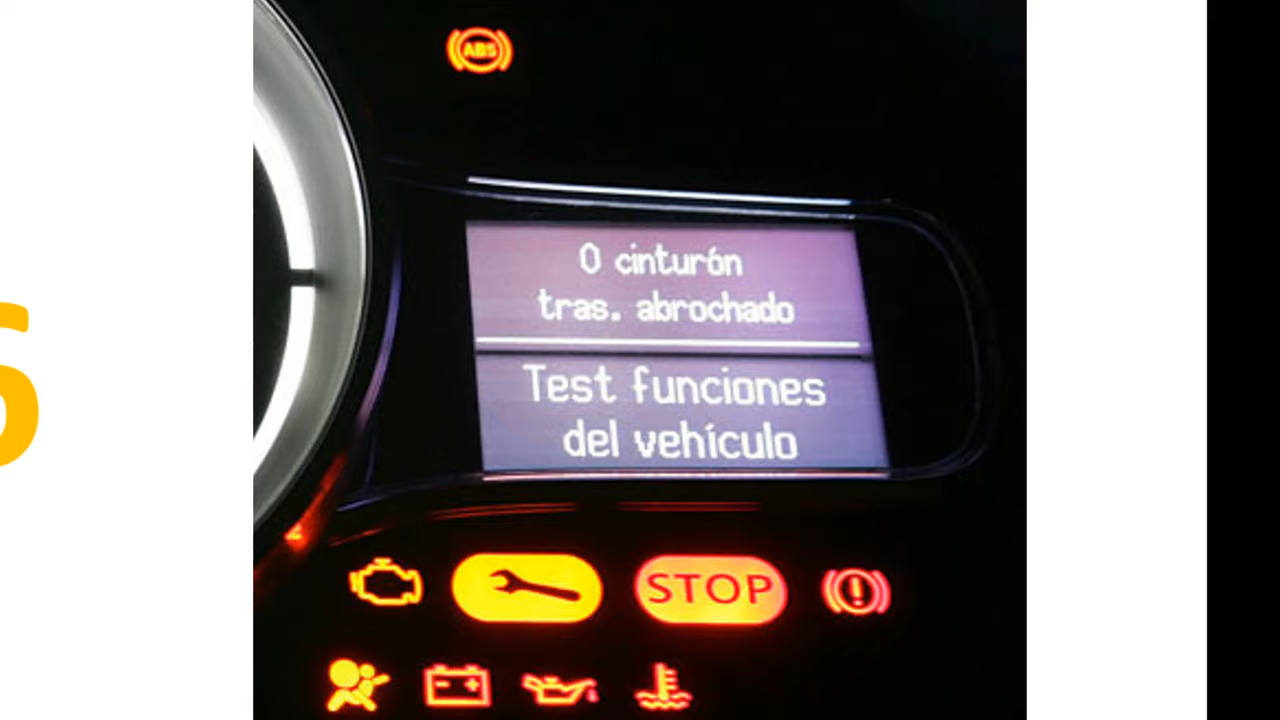 ABS
0 cinturón
tras. abrochado
Test funciones
del vehículo
STOP